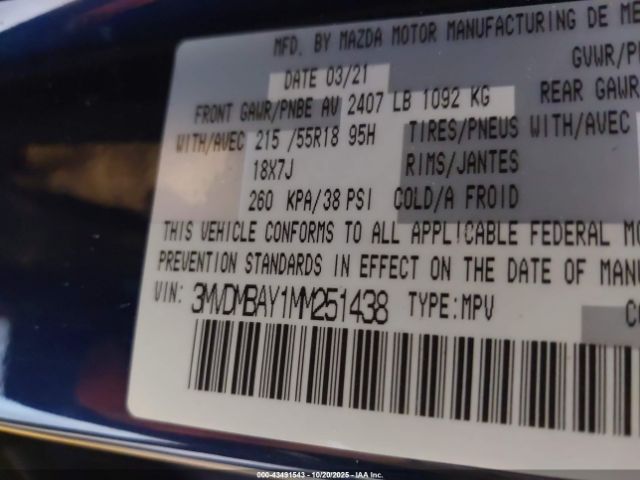 MFD. BY MAZDA MOTOR MANUFACTURING DE
DATE 03/21 GVWR/
FRONT GAWR/PNBE AV 2407 LB 1092 KG REAR GAWR
WITH/AVEC 215 /55R18 95H TIRES/PNEUS WITH/AVEC
18X7J RIMS/JANTES
260 KPA/38 PSI COLD/A FROID
THIS VEHICLE CONFORMS TO ALL APPLICABLE FEDERAL
PREVENTION STANDARDS IN EFFECT ON THE DATE OF
VIN: 3MVDMBAY1MM251438 TYPE:MPV
000-43491543 - 10/20/2025 - IAA Inc.